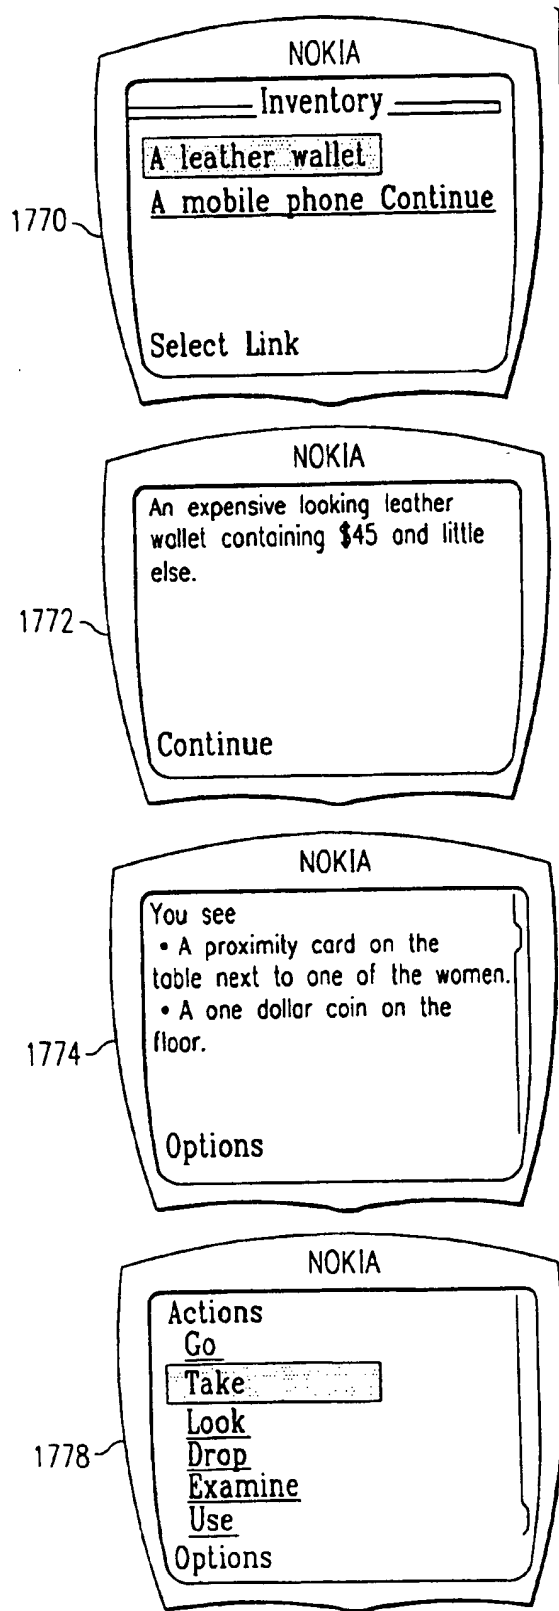 NOKIA
Inventory
A leather wallet
A mobile phone Continue
1770
Select Link
NOKIA
An expensive looking leather
wallet containing $45 and little
else.
1772
Continue
NOKIA
You see
• A proximity card on the
table next to one of the women.
• A one dollar coin on the
floor.
1774
Options
NOKIA
Actions
Go
Take
Look
Drop
1778
Examine
Use
Options